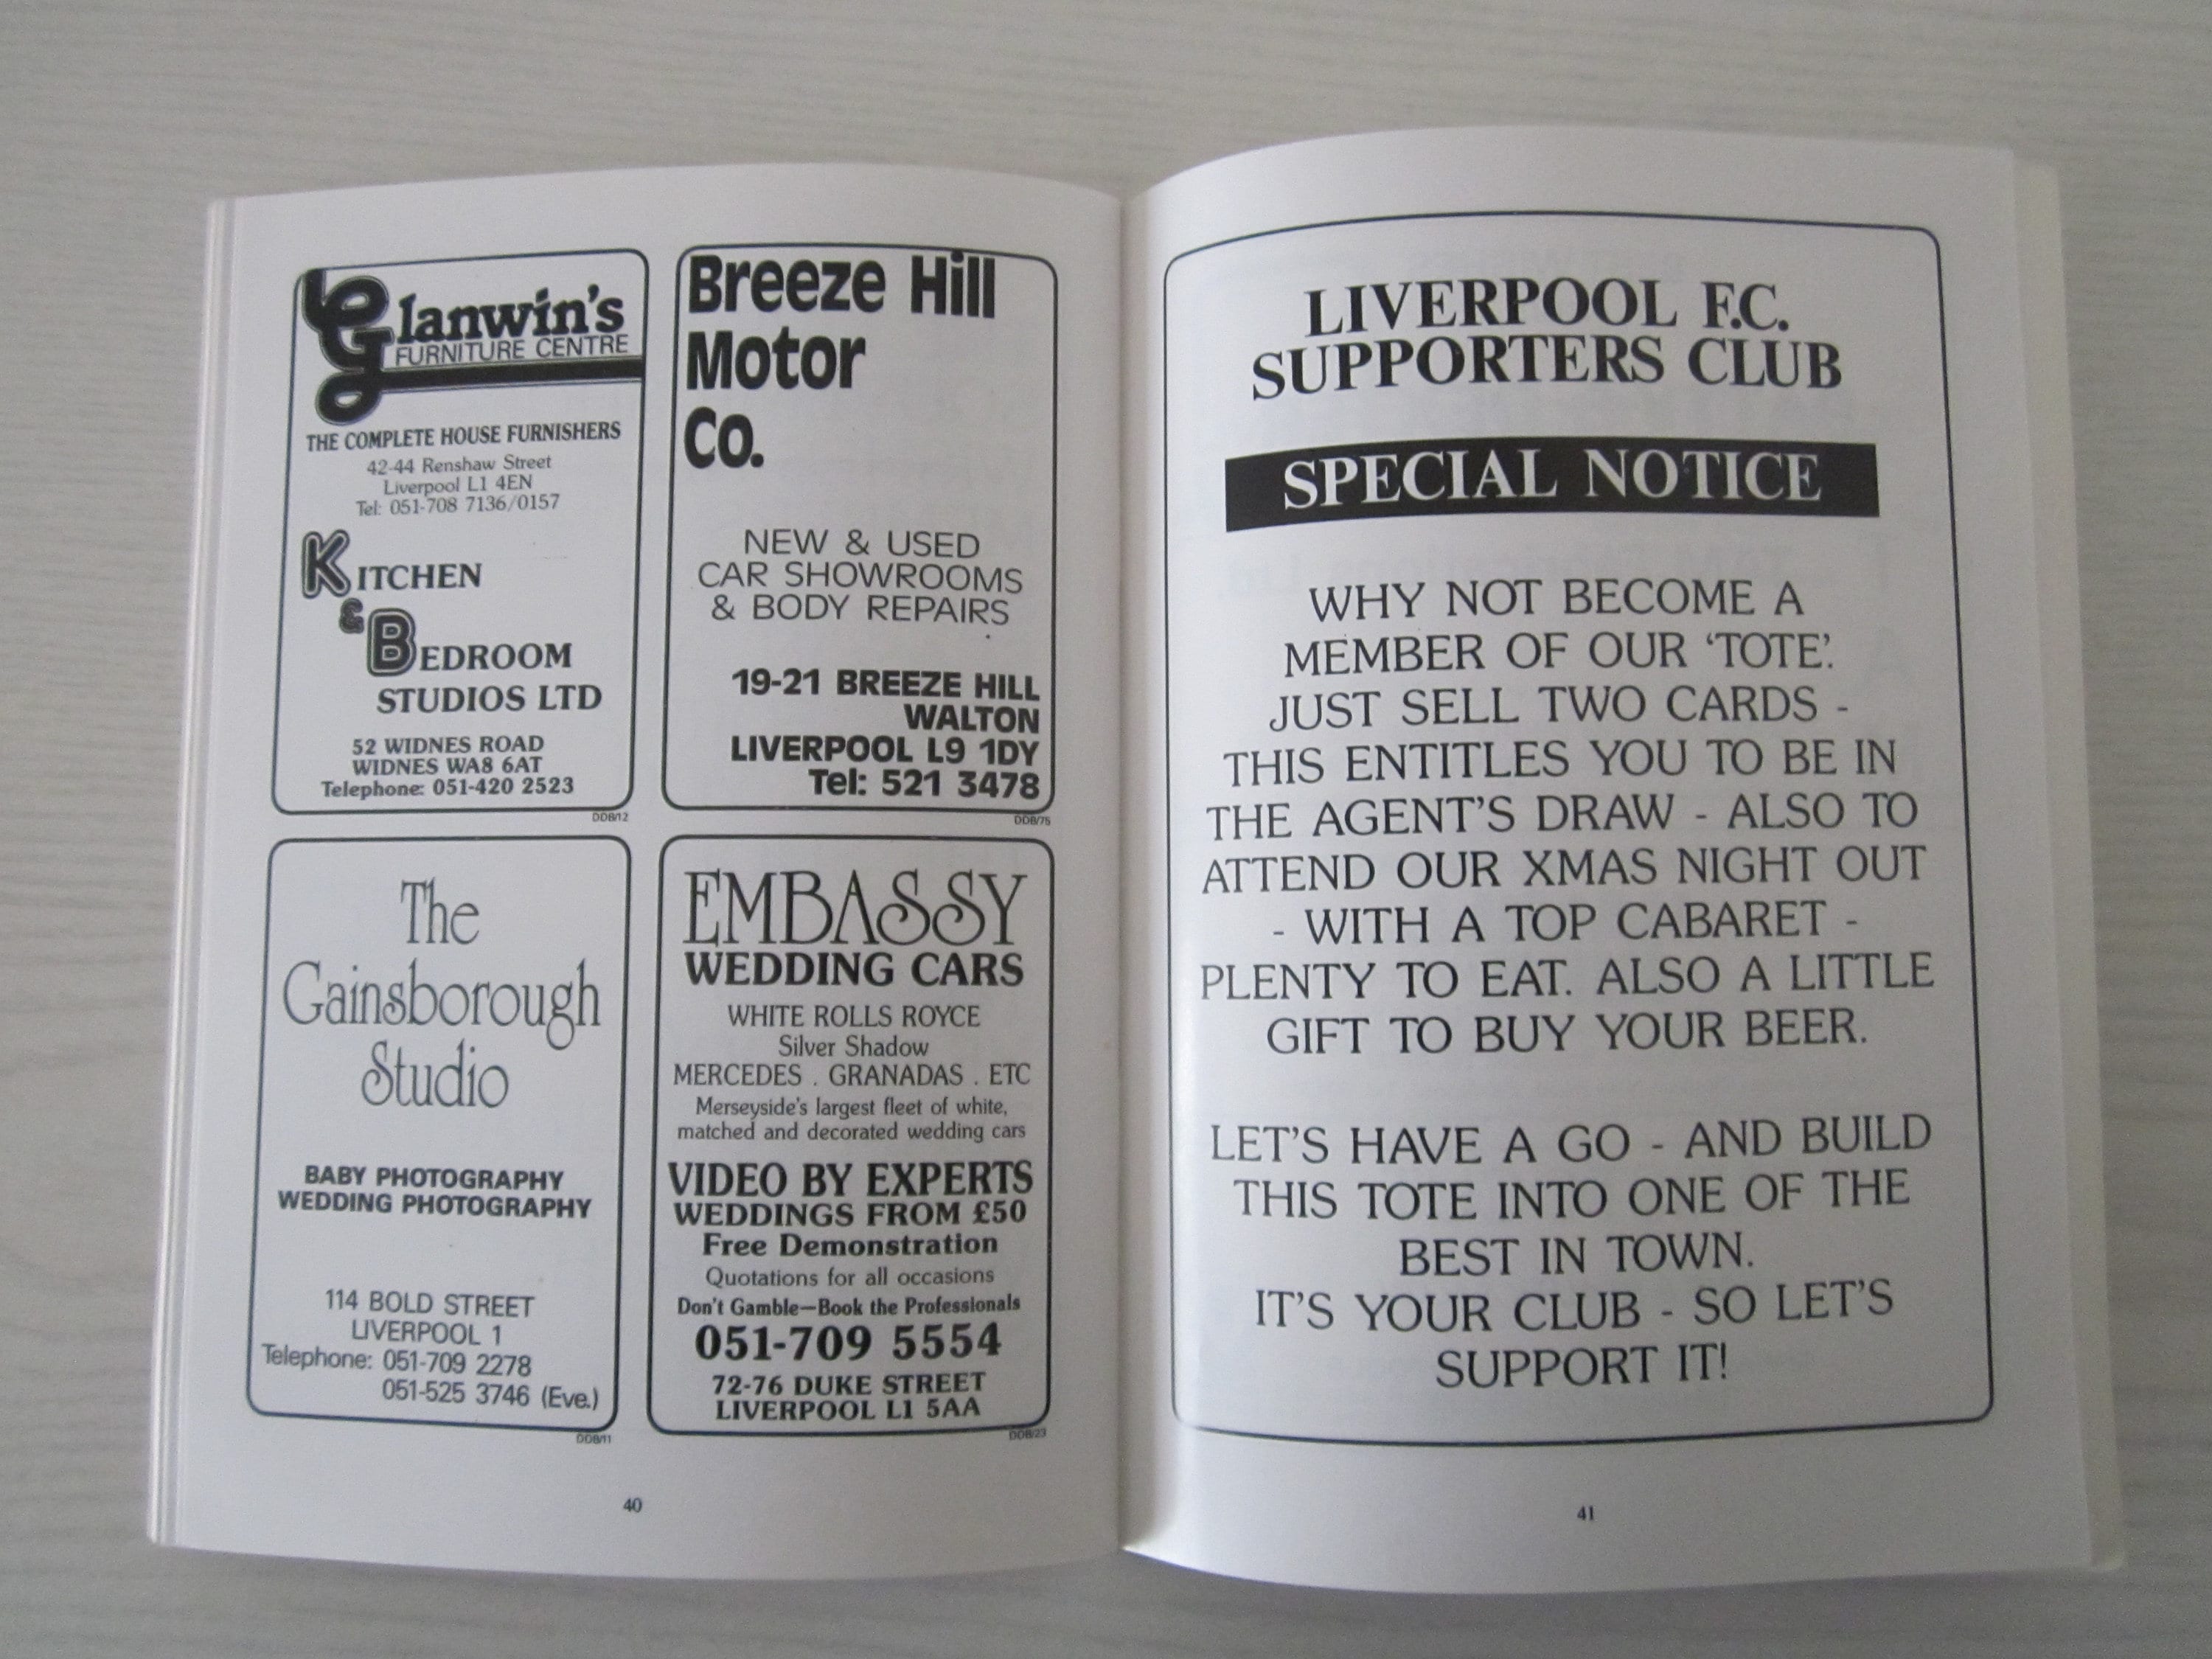 Glanwin's
FURNITURE CENTRE
THE COMPLETE HOUSE FURNISHERS
42-44 Renshaw Street
Liverpool L1 4EN
Tel: 051-708 7136/0157
KITCHEN
&
BEDROOM
STUDIOS LTD
52 WIDNES ROAD
WIDNES WA8 6AT
Telephone: 051-420 2523
DDB/12
Breeze Hill
Motor
Co.
NEW & USED
CAR SHOWROOMS
& BODY REPAIRS
19-21 BREEZE HILL
WALTON
LIVERPOOL L9 1DY
Tel: 521 3478
DDB/75
The
Gainsborough
Studio
BABY PHOTOGRAPHY
WEDDING PHOTOGRAPHY
114 BOLD STREET
LIVERPOOL 1
Telephone: 051-709 2278
051-525 3746 (Eve.)
DDB/11
EMBASSY
WEDDING CARS
WHITE ROLLS ROYCE
Silver Shadow
MERCEDES . GRANADAS . ETC
Merseyside's largest fleet of white,
matched and decorated wedding cars
VIDEO BY EXPERTS
WEDDINGS FROM £50
Free Demonstration
Quotations for all occasions
Don't Gamble—Book the Professionals
051-709 5554
72-76 DUKE STREET
LIVERPOOL L1 5AA
DDB/23
40
LIVERPOOL F.C.
SUPPORTERS CLUB
SPECIAL NOTICE
WHY NOT BECOME A
MEMBER OF OUR 'TOTE'.
JUST SELL TWO CARDS -
THIS ENTITLES YOU TO BE IN
THE AGENT'S DRAW - ALSO TO
ATTEND OUR XMAS NIGHT OUT
- WITH A TOP CABARET -
PLENTY TO EAT. ALSO A LITTLE
GIFT TO BUY YOUR BEER.
LET'S HAVE A GO - AND BUILD
THIS TOTE INTO ONE OF THE
BEST IN TOWN.
IT'S YOUR CLUB - SO LET'S
SUPPORT IT!
41